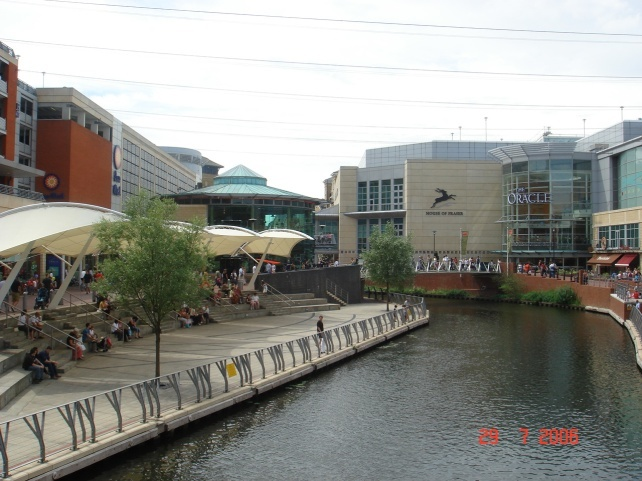 HOUSE OF FRASER
THE ORACLE
29 7 2006